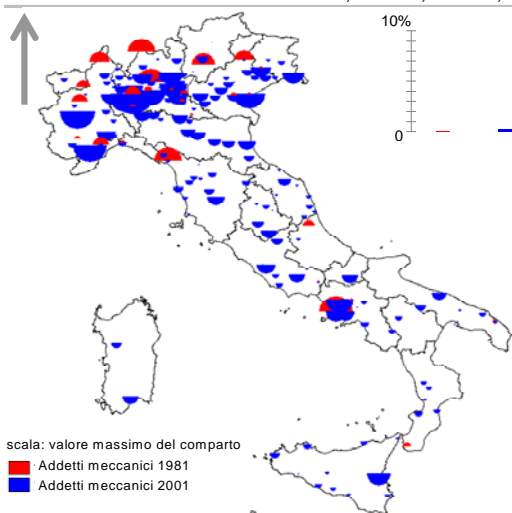 10%
0
scala: valore massimo del comparto
Addetti meccanici 1981
Addetti meccanici 2001